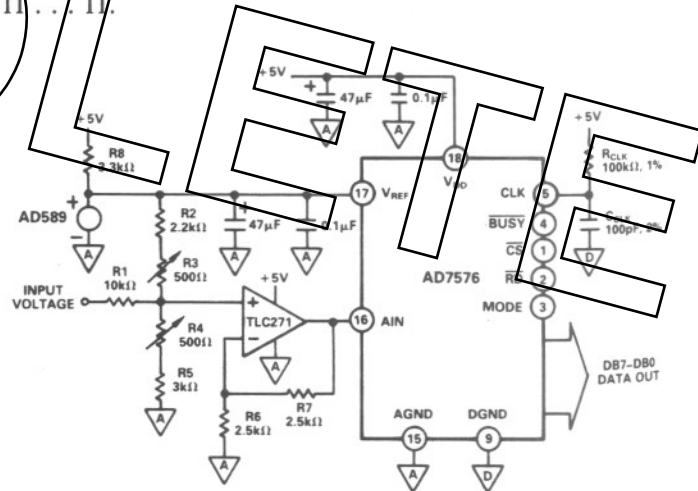 +5V
47μF
0.1μF
+5V
R8
3.3kΩ
+5V
RCLK
100kΩ, 1%
18
VDD
17
VREF
CLK
5
AD589
R2
2.2kΩ
47μF
0.1μF
BUSY
4
CCLK
100pF, 2%
CS
1
R3
500Ω
+5V
AD7576
RD
2
INPUT
VOLTAGE
R1
10kΩ
TLC271
16
AIN
MODE
3
R4
500Ω
R5
3kΩ
R6
2.5kΩ
R7
2.5kΩ
DB7–DB0
DATA OUT
AGND
DGND
15
9
A
A
A
A
A
A
A
A
A
D
D
LETE